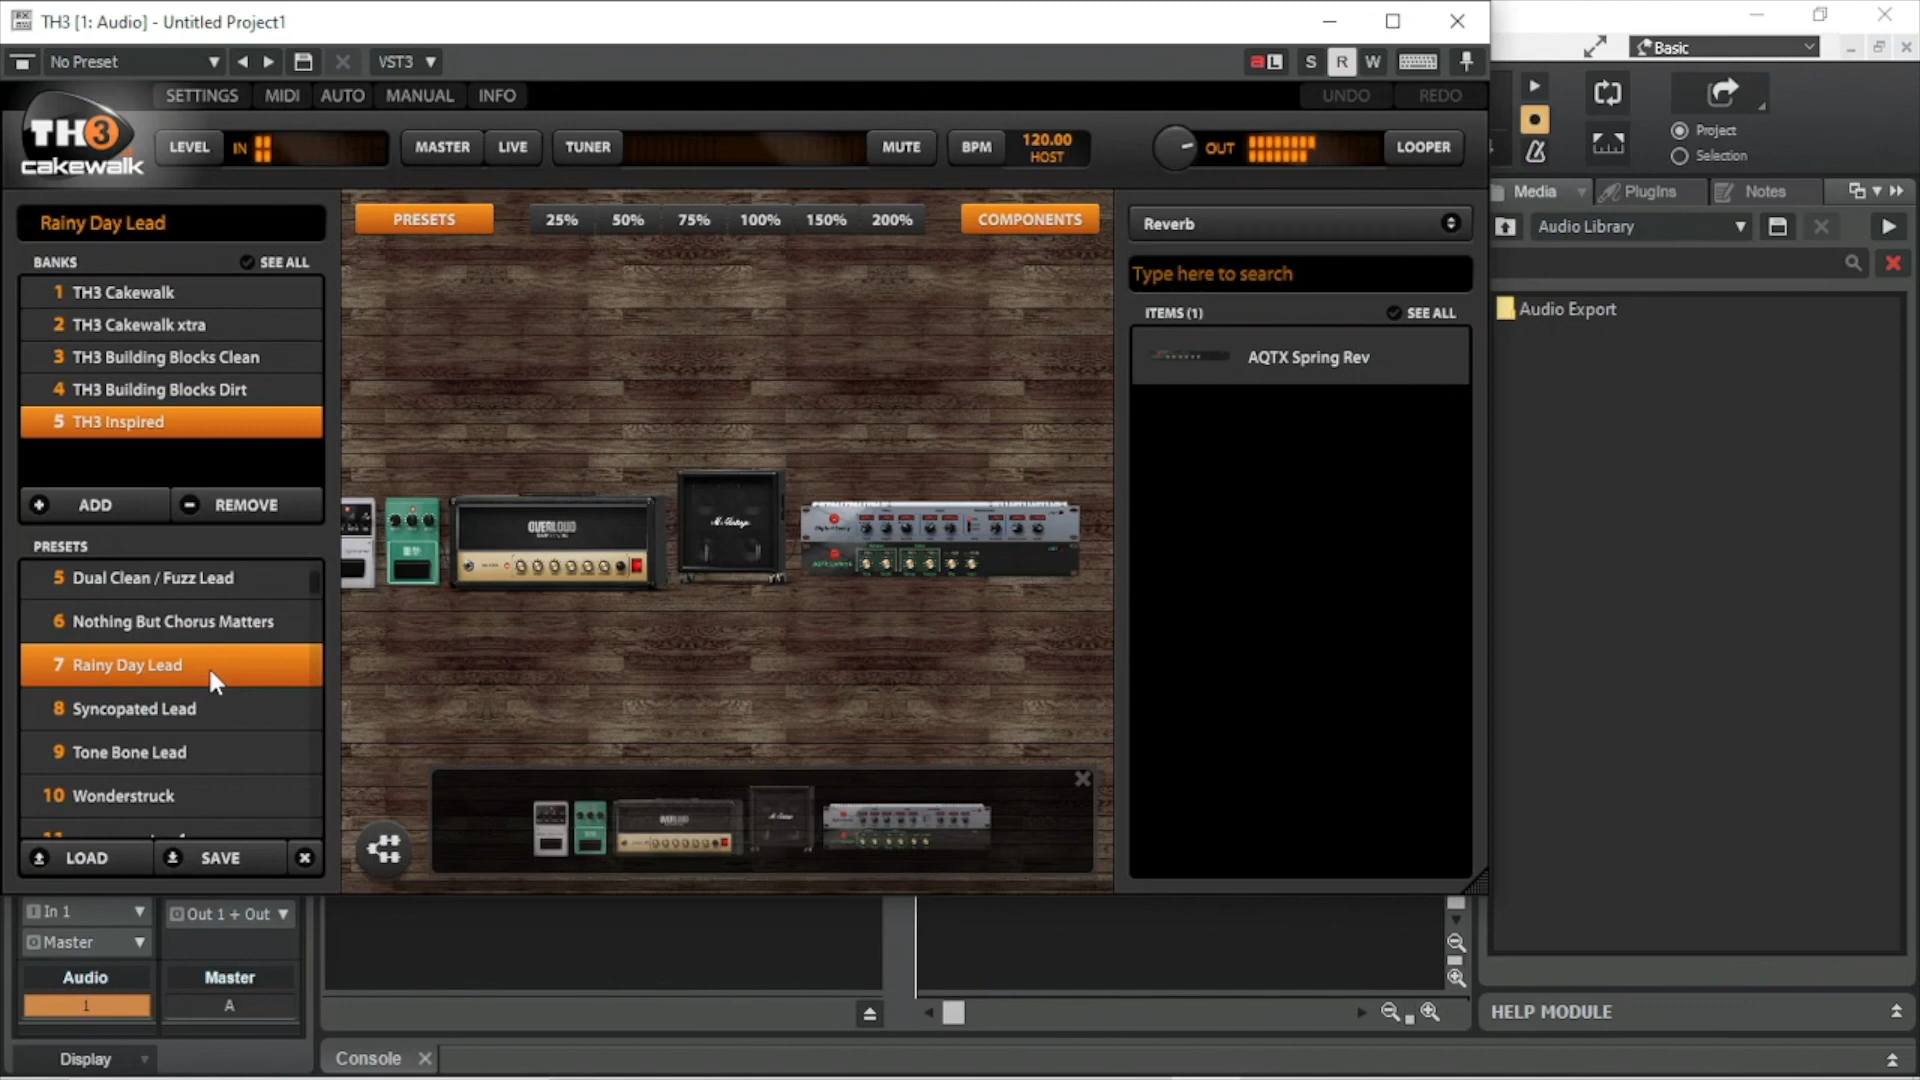 TH3 [1: Audio] - Untitled Project1
Basic
No Preset
VST3
S R W
SETTINGS MIDI AUTO MANUAL INFO UNDO REDO
TH3
cakewalk
LEVEL IN MASTER LIVE TUNER MUTE BPM 120.00 HOST OUT LOOPER
Project
Selection
Media PlugIns Notes
Audio Library
Audio Export
Rainy Day Lead
BANKS SEE ALL
1 TH3 Cakewalk
2 TH3 Cakewalk xtra
3 TH3 Building Blocks Clean
4 TH3 Building Blocks Dirt
5 TH3 Inspired
ADD REMOVE
PRESETS
5 Dual Clean / Fuzz Lead
6 Nothing But Chorus Matters
7 Rainy Day Lead
8 Syncopated Lead
9 Tone Bone Lead
10 Wonderstruck
LOAD SAVE
PRESETS 25% 50% 75% 100% 150% 200% COMPONENTS
OVERLOUD
Reverb
Type here to search
ITEMS (1) SEE ALL
AQTX Spring Rev
In 1 Out 1 + Out
Master
Audio Master
1 A
Display
Console
HELP MODULE